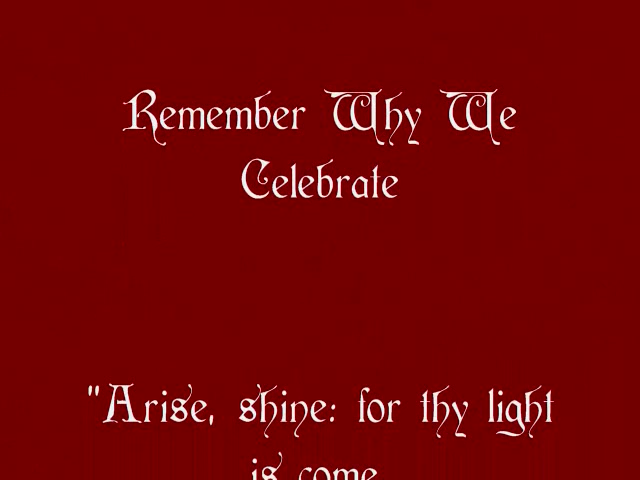 Remember Why We
Celebrate
"Arise, shine: for thy light
is come